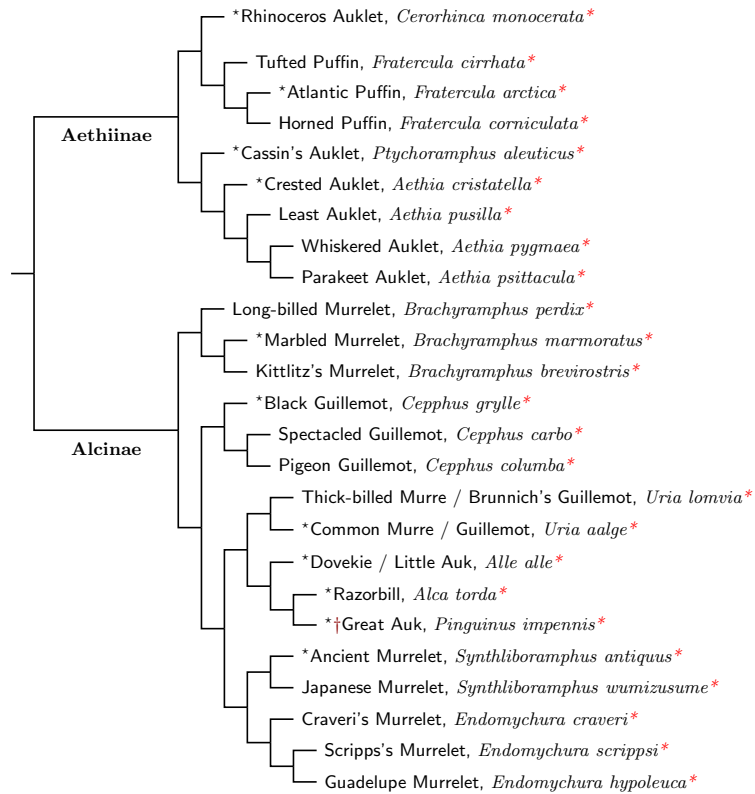 *Rhinoceros Auklet, Cerorhinca monocerata*
Tufted Puffin, Fratercula cirrhata*
*Atlantic Puffin, Fratercula arctica*
Horned Puffin, Fratercula corniculata*
Aethiinae
*Cassin's Auklet, Ptychoramphus aleuticus*
*Crested Auklet, Aethia cristatella*
Least Auklet, Aethia pusilla*
Whiskered Auklet, Aethia pygmaea*
Parakeet Auklet, Aethia psittacula*
Long-billed Murrelet, Brachyramphus perdix*
*Marbled Murrelet, Brachyramphus marmoratus*
Kittlitz's Murrelet, Brachyramphus brevirostris*
*Black Guillemot, Cepphus grylle*
Spectacled Guillemot, Cepphus carbo*
Alcinae
Pigeon Guillemot, Cepphus columba*
Thick-billed Murre / Brunnich's Guillemot, Uria lomvia*
*Common Murre / Guillemot, Uria aalge*
*Dovekie / Little Auk, Alle alle*
*Razorbill, Alca torda*
*†Great Auk, Pinguinus impennis*
*Ancient Murrelet, Synthliboramphus antiquus*
Japanese Murrelet, Synthliboramphus wumizusume*
Craveri's Murrelet, Endomychura craveri*
Scripps's Murrelet, Endomychura scrippsi*
Guadelupe Murrelet, Endomychura hypoleuca*